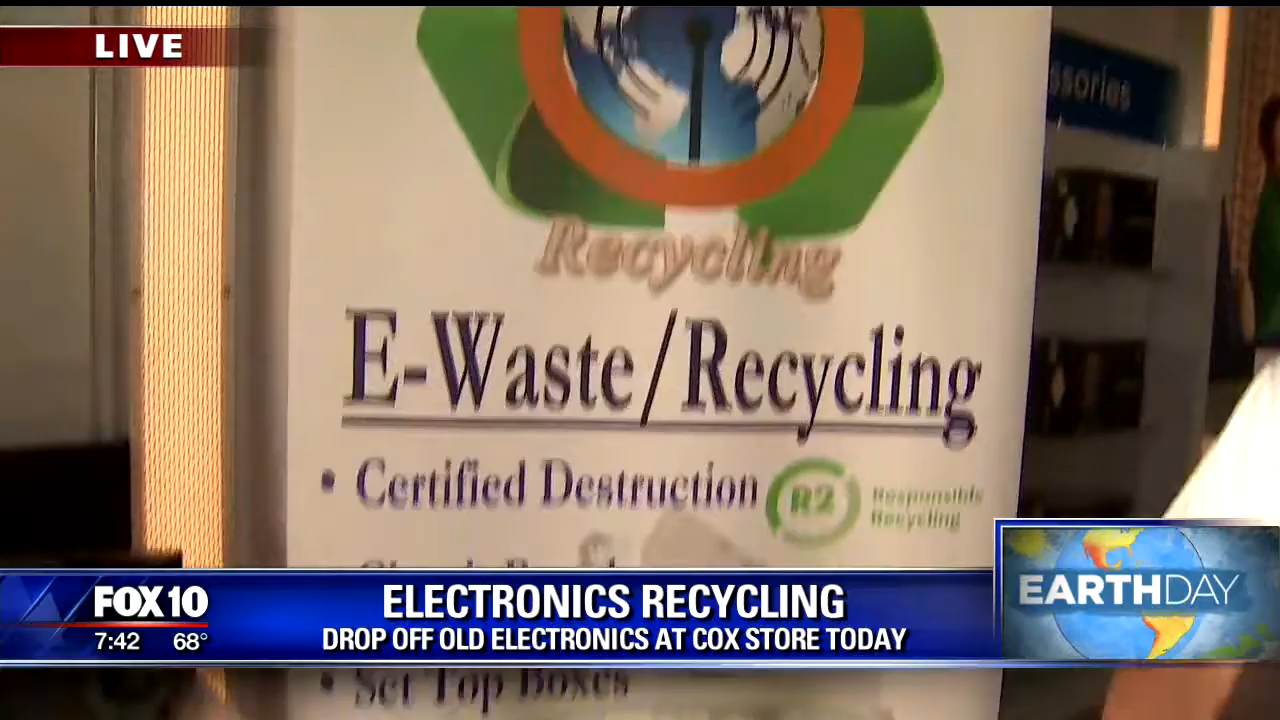 LIVE
ssories
Recycling
E-Waste/Recycling
• Certified Destruction
R2
Responsible
Recycling
FOX 10
7:42 68°
ELECTRONICS RECYCLING
DROP OFF OLD ELECTRONICS AT COX STORE TODAY
EARTHDAY
• Set Top Boxes